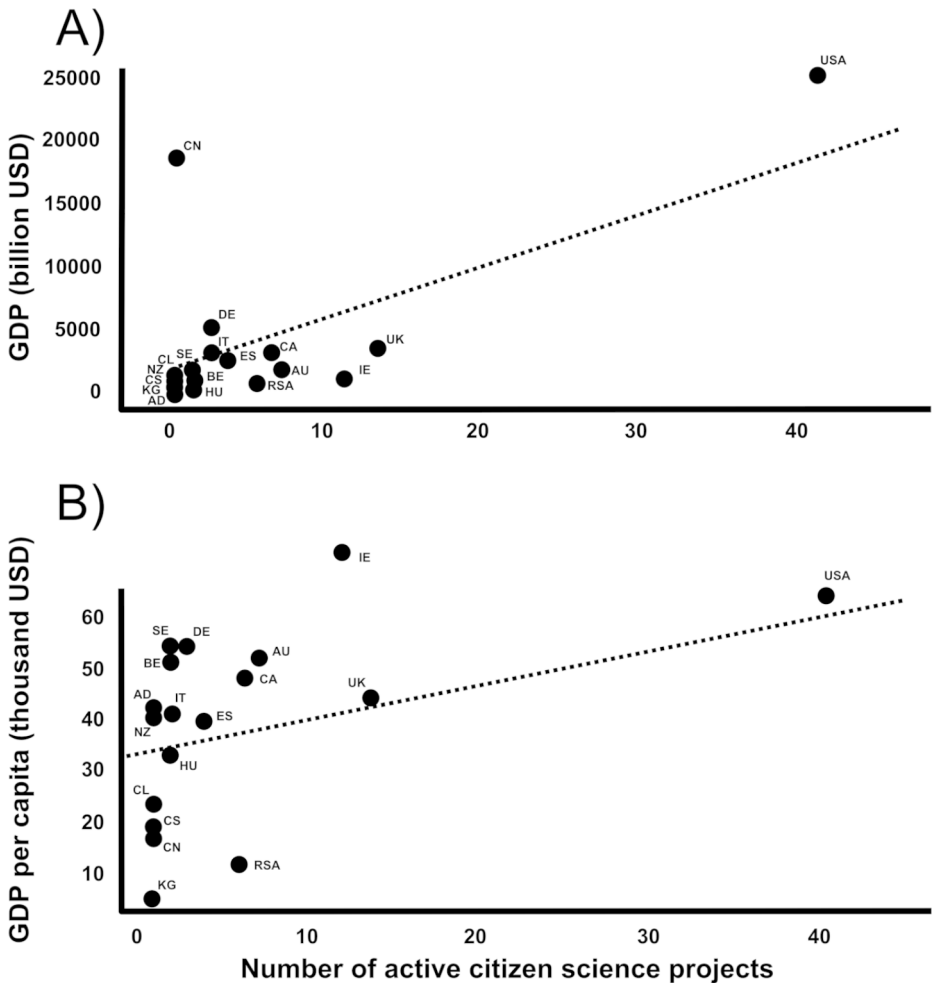 A)
GDP (billion USD)
25000
20000
15000
10000
5000
0
USA
CN
DE
IT
CA
UK
CL
SE
ES
NZ
BE
AU
IE
CS
RSA
KG
HU
AD
0 10 20 30 40
B)
GDP per capita (thousand USD)
60
50
40
30
20
10
IE
USA
SE
DE
BE
AU
CA
UK
AD
IT
ES
NZ
HU
CL
CS
CN
RSA
KG
0 10 20 30 40
Number of active citizen science projects